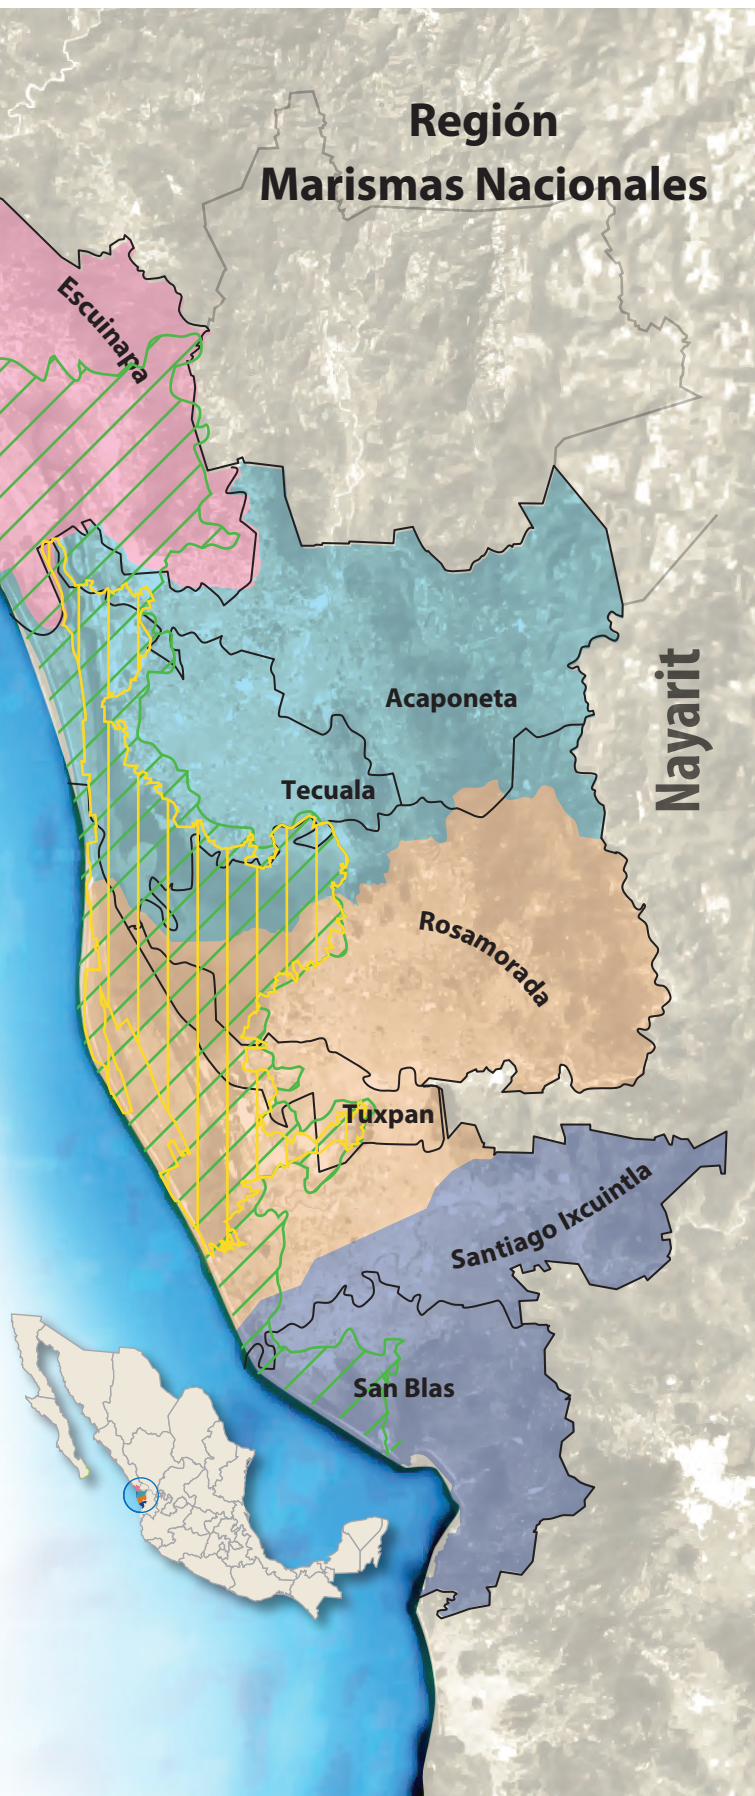 Región
Marismas Nacionales
Escuinapa
Nayarit
Acaponeta
Tecuala
Rosamorada
Tuxpan
Santiago Ixcuintla
San Blas